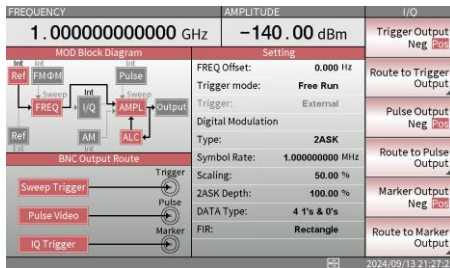 FREQUENCY
AMPLITUDE
I/O
1.000000000000 GHz
-140.00 dBm
MOD Block Diagram
Int
Int
Int
Ref
FMΦM
Pulse
Sweep
Int
Sweep
FREQ
I/Q
AMPL
Output
Ref
AM
ALC
Ext
Int
BNC Output Route
Trigger
Sweep Trigger
Pulse
Pulse Video
Marker
IQ Trigger
Setting
FREQ Offset: 0.000 Hz
Trigger mode: Free Run
Trigger: External
Digital Modulation
Type: 2ASK
Symbol Rate: 1.000000000 MHz
Scaling: 50.00 %
2ASK Depth: 100.00 %
DATA Type: 4 1's & 0's
FIR: Rectangle
Trigger Output
Neg Pos
Route to Trigger
Output
Pulse Output
Neg Pos
Route to Pulse
Output
Marker Output
Neg Pos
Route to Marker
Output
2024/09/13 21:27:2